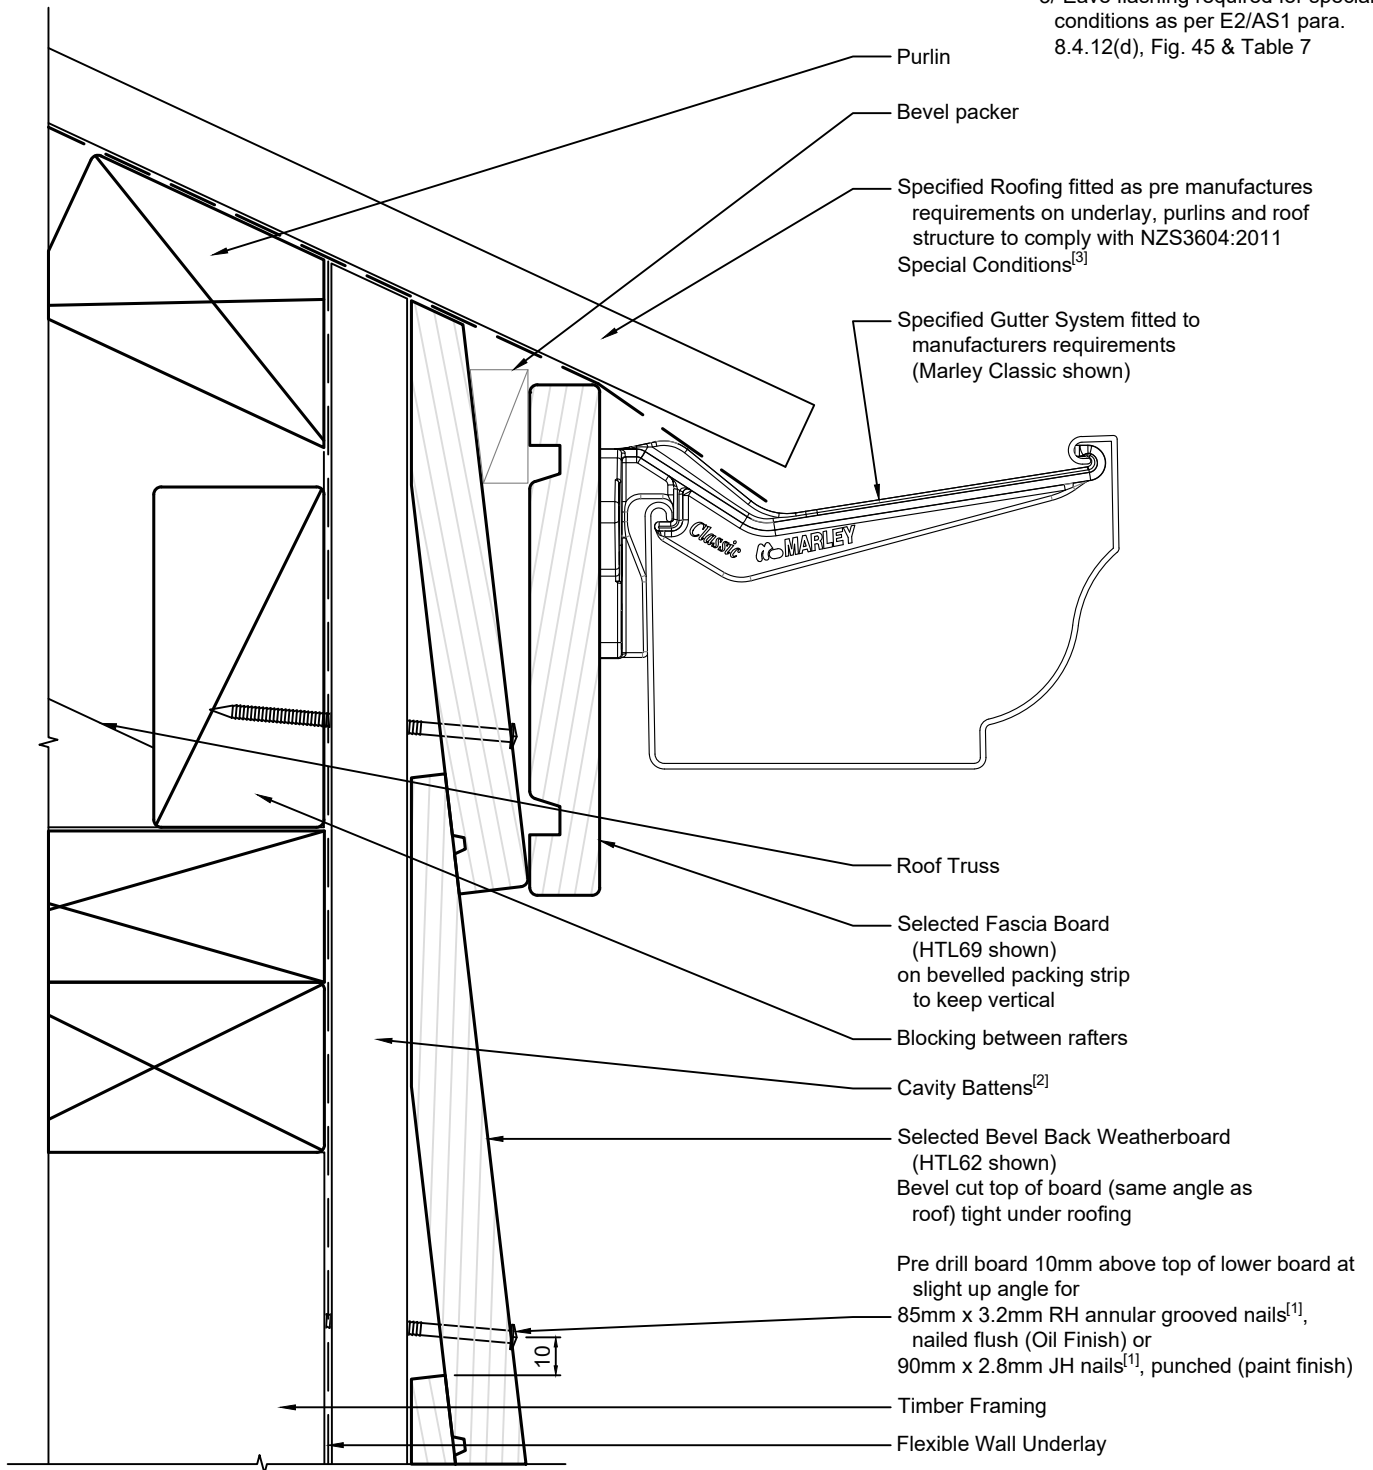 conditions as per E2/AS1 para.
8.4.12(d), Fig. 45 & Table 7
Purlin
Bevel packer
Specified Roofing fitted as pre manufactures
requirements on underlay, purlins and roof
structure to comply with NZS3604:2011
Special Conditions[3]
Specified Gutter System fitted to
manufacturers requirements
(Marley Classic shown)
Classic MARLEY
Roof Truss
Selected Fascia Board
(HTL69 shown)
on bevelled packing strip
to keep vertical
Blocking between rafters
Cavity Battens[2]
Selected Bevel Back Weatherboard
(HTL62 shown)
Bevel cut top of board (same angle as
roof) tight under roofing
Pre drill board 10mm above top of lower board at
slight up angle for
85mm x 3.2mm RH annular grooved nails[1],
nailed flush (Oil Finish) or
90mm x 2.8mm JH nails[1], punched (paint finish)
10
Timber Framing
Flexible Wall Underlay